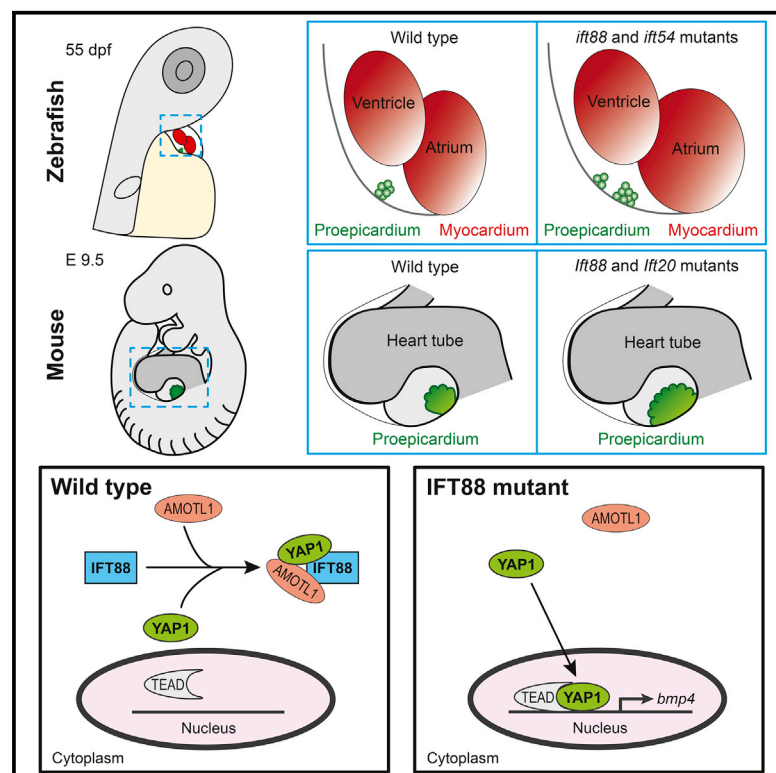 Zebrafish
55 dpf
Wild type
Ventricle
Atrium
Proepicardium Myocardium
ift88 and ift54 mutants
Ventricle
Atrium
Proepicardium Myocardium
Mouse
E 9.5
Wild type
Heart tube
Proepicardium
Ift88 and Ift20 mutants
Heart tube
Proepicardium
Wild type
AMOTL1
IFT88
YAP1
YAP1
IFT88
AMOTL1
TEAD
Nucleus
Cytoplasm
IFT88 mutant
AMOTL1
YAP1
TEAD YAP1
bmp4
Nucleus
Cytoplasm